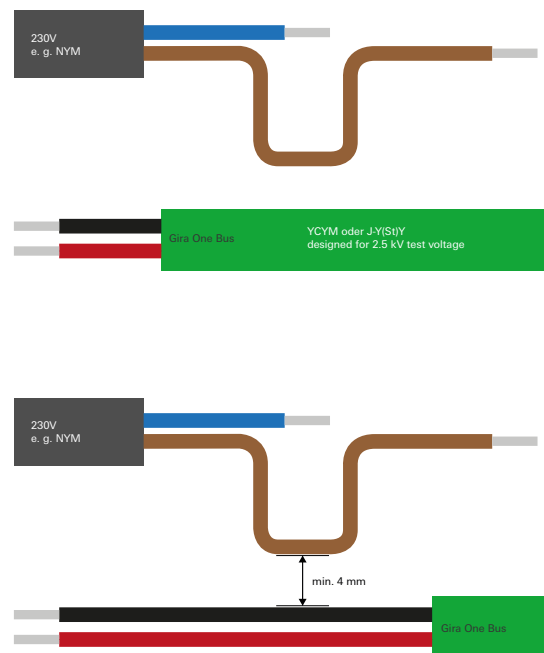 230V
e. g. NYM
Gira One Bus
YCYM oder J-Y(St)Y
designed for 2.5 kV test voltage
230V
e. g. NYM
min. 4 mm
Gira One Bus